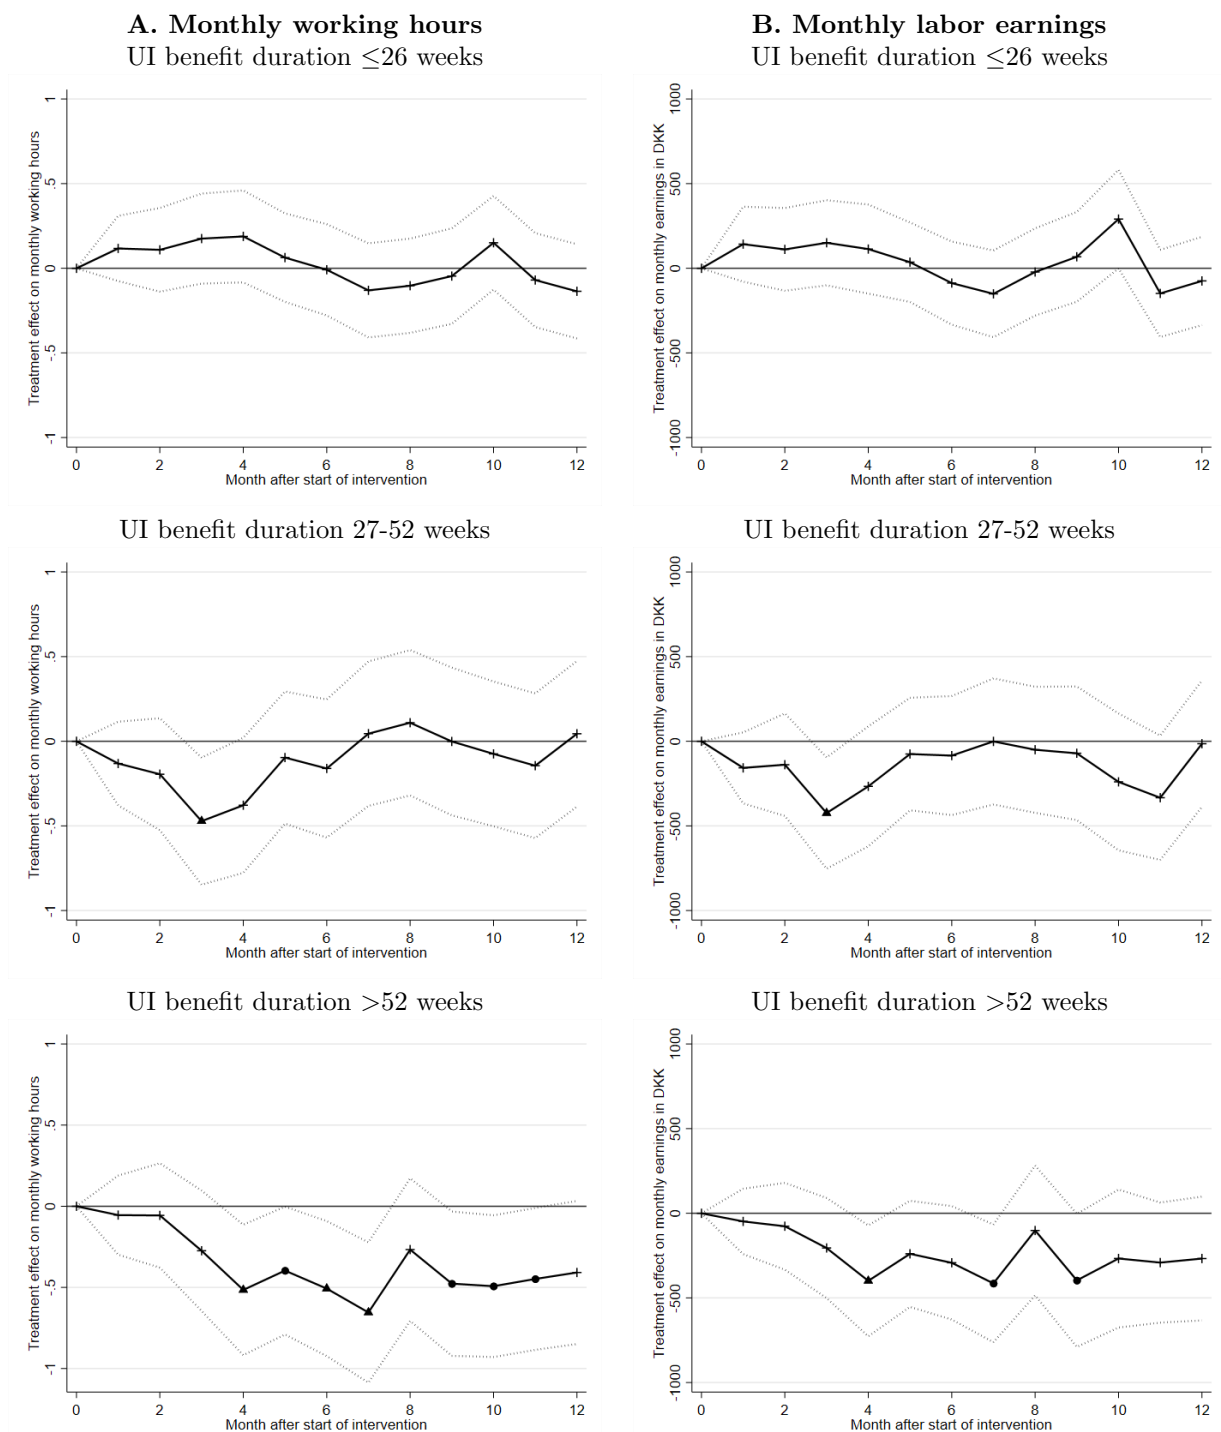 A. Monthly working hours
UI benefit duration ≤26 weeks
Treatment effect on monthly working hours
1
.5
0
-.5
-1
0 2 4 6 8 10 12
Month after start of intervention
B. Monthly labor earnings
UI benefit duration ≤26 weeks
Treatment effect on monthly earnings in DKK
1000
500
0
-500
-1000
0 2 4 6 8 10 12
Month after start of intervention
UI benefit duration 27-52 weeks
Treatment effect on monthly working hours
1
.5
0
-.5
-1
0 2 4 6 8 10 12
Month after start of intervention
UI benefit duration 27-52 weeks
Treatment effect on monthly earnings in DKK
1000
500
0
-500
-1000
0 2 4 6 8 10 12
Month after start of intervention
UI benefit duration >52 weeks
Treatment effect on monthly working hours
1
.5
0
-.5
-1
0 2 4 6 8 10 12
Month after start of intervention
UI benefit duration >52 weeks
Treatment effect on monthly earnings in DKK
1000
500
0
-500
-1000
0 2 4 6 8 10 12
Month after start of intervention